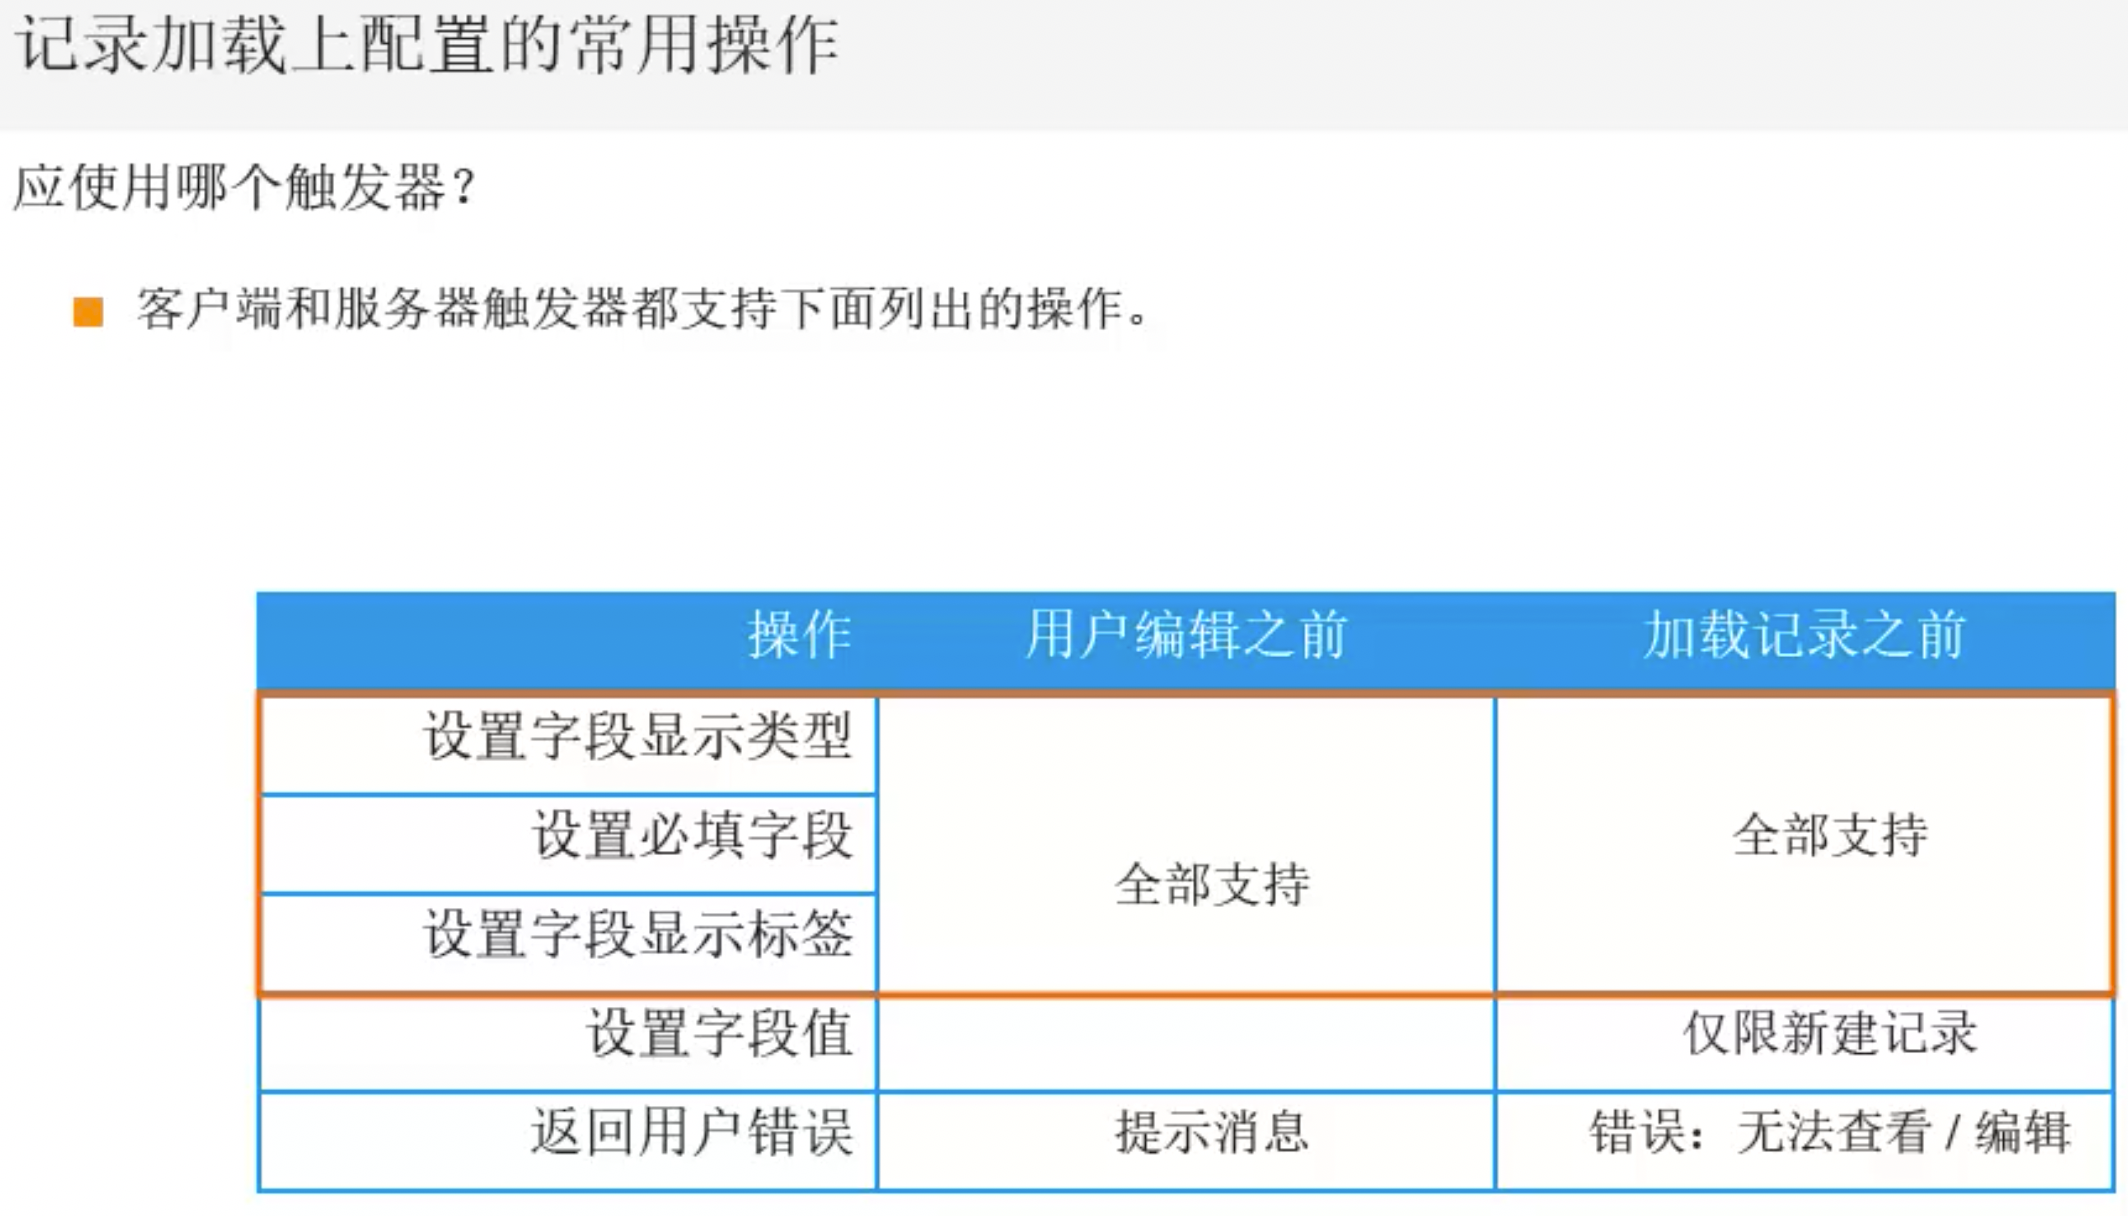 记录加载上配置的常用操作
应使用哪个触发器？
客户端和服务器触发器都支持下面列出的操作。
操作 用户编辑之前 加载记录之前
设置字段显示类型
设置必填字段
设置字段显示标签
全部支持
全部支持
设置字段值 仅限新建记录
返回用户错误 提示消息 错误：无法查看 / 编辑